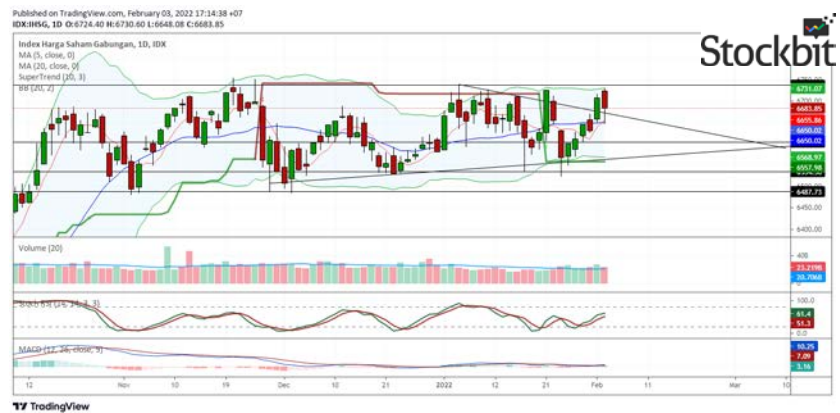 Published on TradingView.com, February 03, 2022 17:14:38 +07
IDX:IHSG, 1D O:6724.40 H:6730.60 L:6648.08 C:6683.85
Stockbit
Index Harga Saham Gabungan, 1D, IDX
MA (5, close, 0)
MA (20, close, 0)
SuperTrend (10, 3)
BB (20, 2)
6731.07
6700.00
6683.85
6655.86
6650.02
6650.02
6568.97
6557.98
6487.73
6450.00
6400.00
Volume (20)
40B
23.219B
20.706B
0
100.0
61.4
51.3
MACD (12, 26, close, 9)
10.25
7.09
3.16
12 Nov 10 19 Dec 10 21 2022 12 21 Feb 11 Mar 10
TradingView